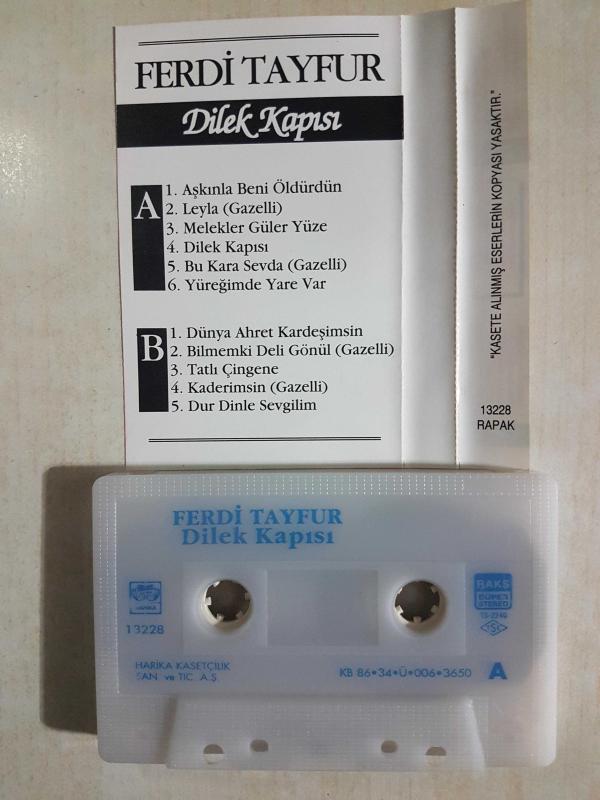 FERDİ TAYFUR
Dilek Kapısı
A
1. Aşkınla Beni Öldürdün
2. Leyla (Gazelli)
3. Melekler Güler Yüze
4. Dilek Kapısı
5. Bu Kara Sevda (Gazelli)
6. Yüreğimde Yare Var
B
1. Dünya Ahret Kardeşimsin
2. Bilmemki Deli Gönül (Gazelli)
3. Tatlı Çingene
4. Kaderimsin (Gazelli)
5. Dur Dinle Sevgilim
"KASETE ALINMIŞ ESERLERİN KOPYASI YASAKTIR."
13228
RAPAK
FERDİ TAYFUR
Dilek Kapısı
13228
RAKS
STEREO
TSE
HARİKA KASETÇİLİK
SAN. ve TİC. A.Ş.
KB 86•34•Ü•006•3650
A